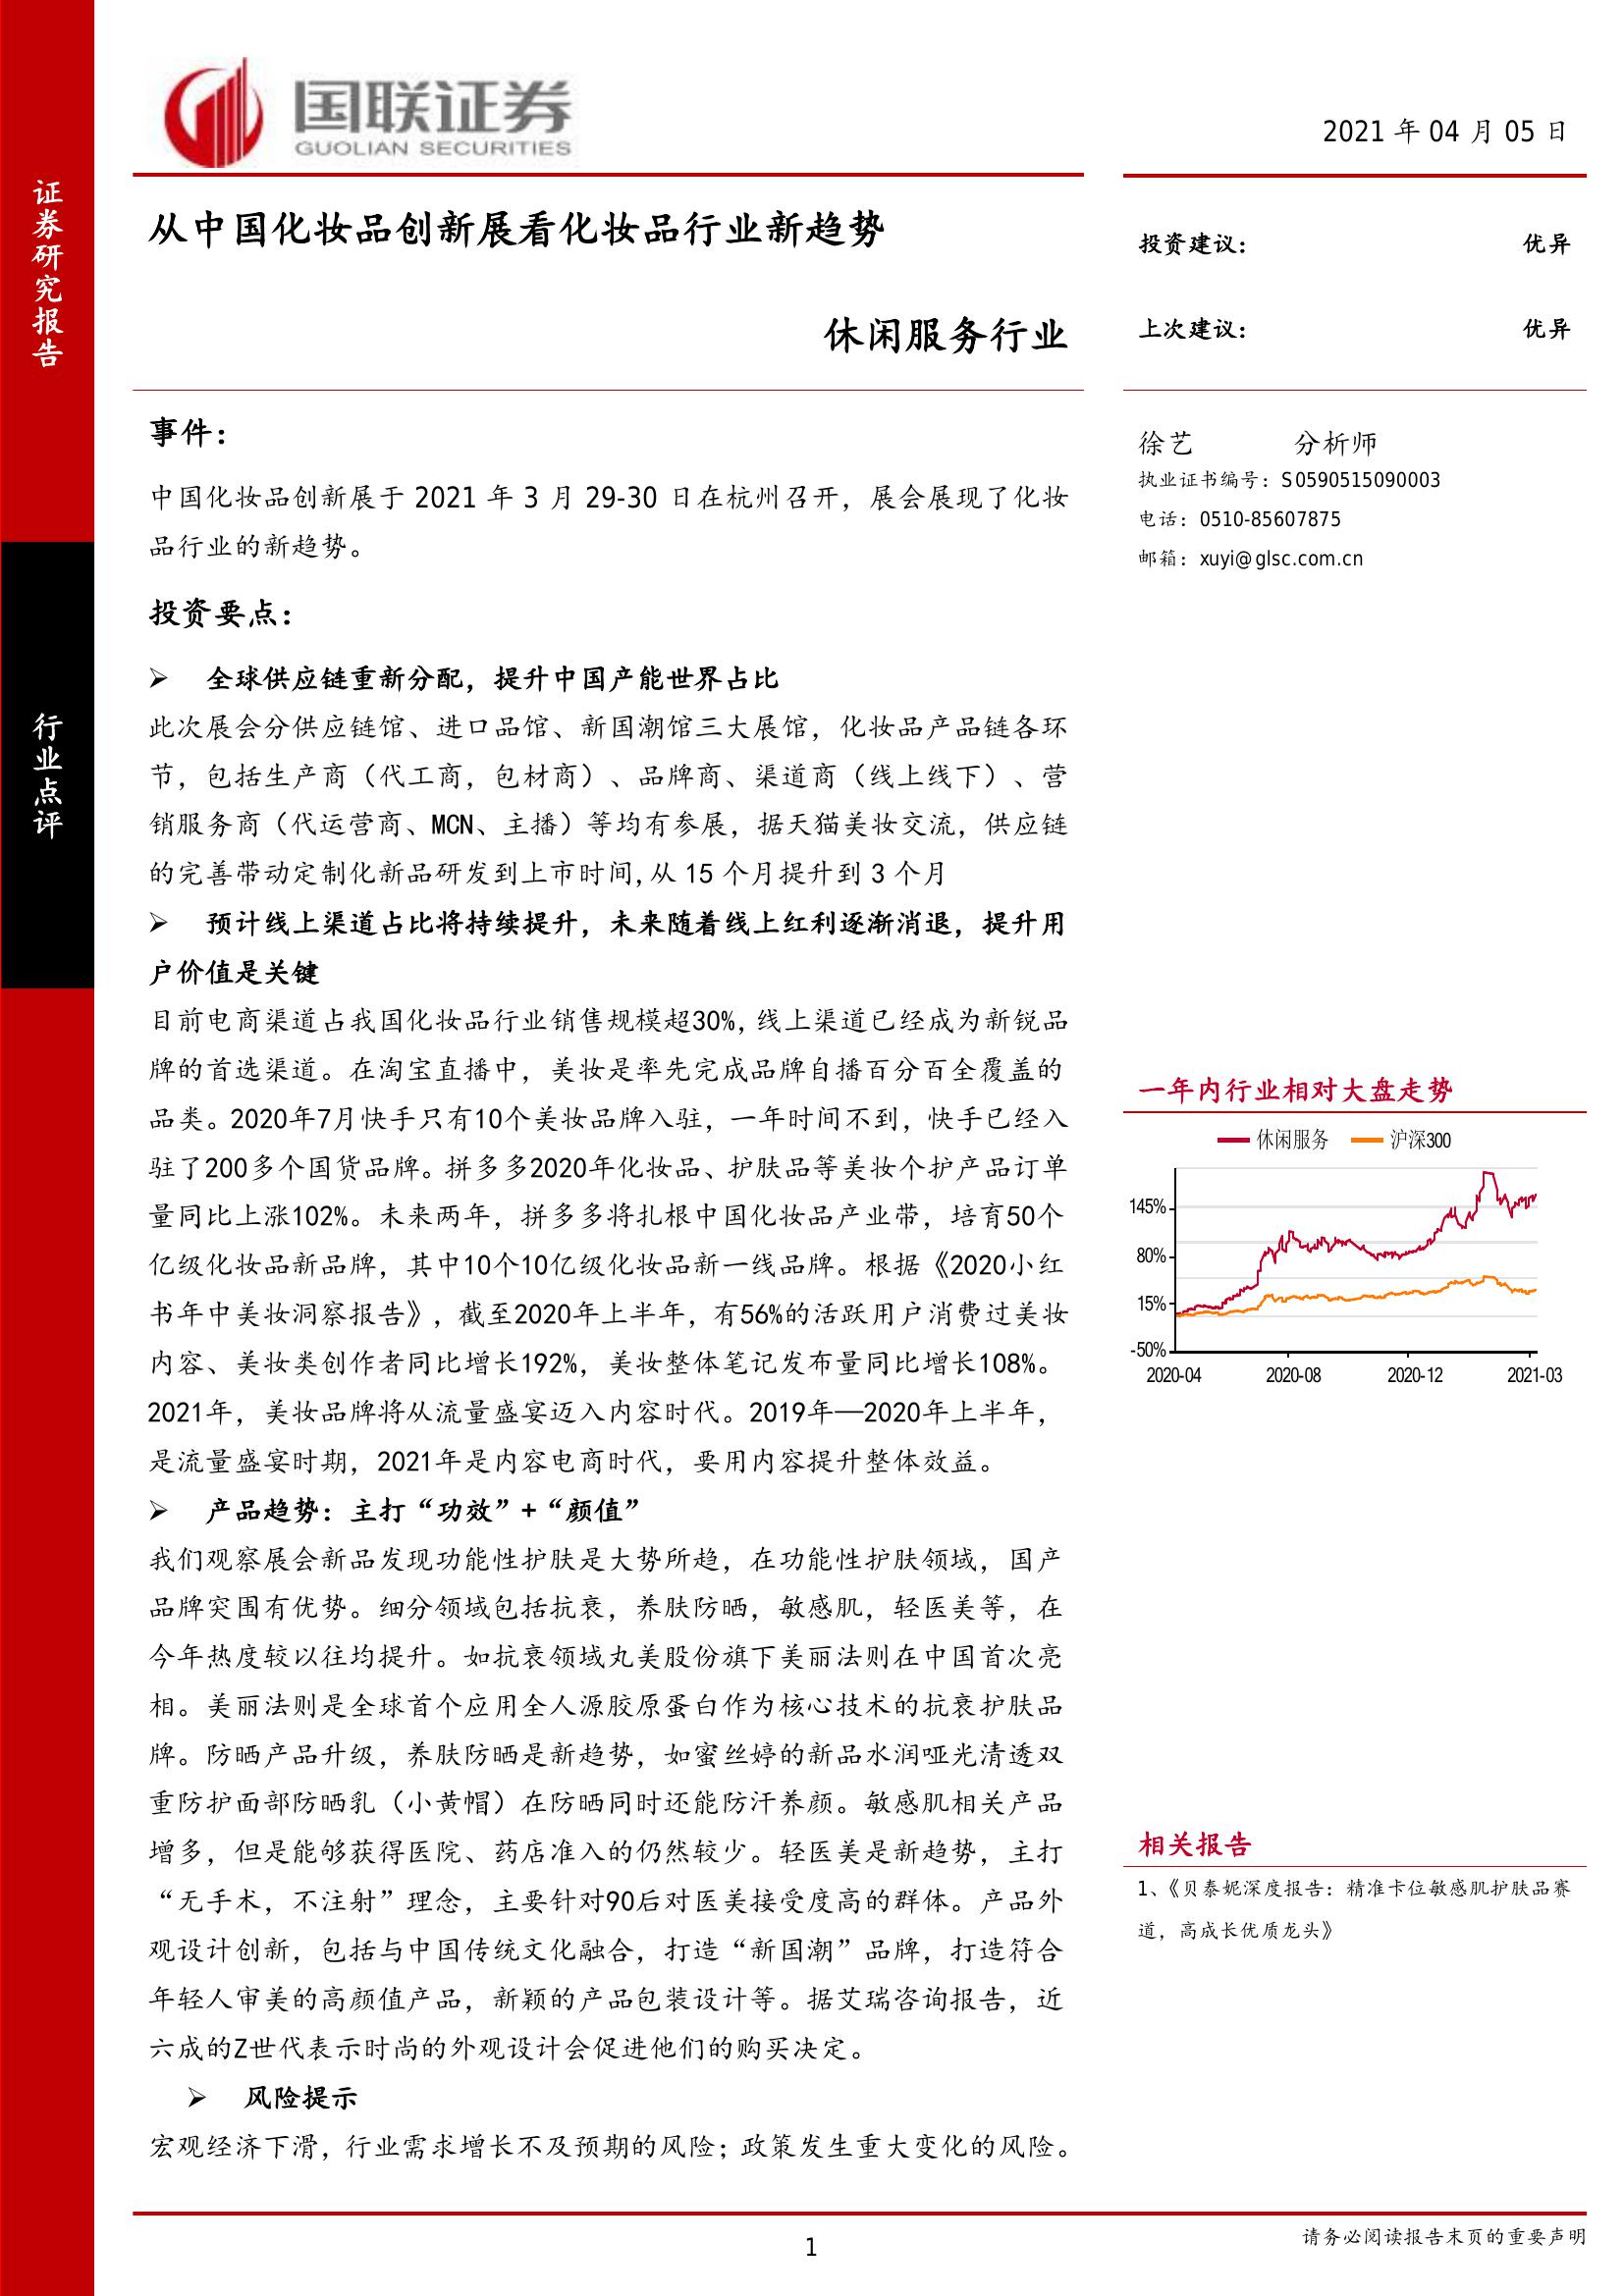 证券研究报告
行业点评
国联证券
GUOLIAN SECURITIES
2021 年 04 月 05 日
从中国化妆品创新展看化妆品行业新趋势
休闲服务行业
投资建议： 优异
上次建议： 优异
事件：
中国化妆品创新展于 2021 年 3 月 29-30 日在杭州召开，展会展现了化妆
品行业的新趋势。
投资要点：
➢ 全球供应链重新分配，提升中国产能世界占比
此次展会分供应链馆、进口品馆、新国潮馆三大展馆，化妆品产品链各环
节，包括生产商（代工商，包材商）、品牌商、渠道商（线上线下）、营
销服务商（代运营商、MCN、主播）等均有参展，据天猫美妆交流，供应链
的完善带动定制化新品研发到上市时间,从 15 个月提升到 3 个月
➢ 预计线上渠道占比将持续提升，未来随着线上红利逐渐消退，提升用
户价值是关键
目前电商渠道占我国化妆品行业销售规模超30%,线上渠道已经成为新锐品
牌的首选渠道。在淘宝直播中，美妆是率先完成品牌自播百分百全覆盖的
品类。2020年7月快手只有10个美妆品牌入驻，一年时间不到，快手已经入
驻了200多个国货品牌。拼多多2020年化妆品、护肤品等美妆个护产品订单
量同比上涨102%。未来两年，拼多多将扎根中国化妆品产业带，培育50个
亿级化妆品新品牌，其中10个10亿级化妆品新一线品牌。根据《2020小红
书年中美妆洞察报告》，截至2020年上半年，有56%的活跃用户消费过美妆
内容、美妆类创作者同比增长192%，美妆整体笔记发布量同比增长108%。
2021年，美妆品牌将从流量盛宴迈入内容时代。2019年—2020年上半年，
是流量盛宴时期，2021年是内容电商时代，要用内容提升整体效益。
➢ 产品趋势：主打“功效”+“颜值”
我们观察展会新品发现功能性护肤是大势所趋，在功能性护肤领域，国产
品牌突围有优势。细分领域包括抗衰，养肤防晒，敏感肌，轻医美等，在
今年热度较以往均提升。如抗衰领域丸美股份旗下美丽法则在中国首次亮
相。美丽法则是全球首个应用全人源胶原蛋白作为核心技术的抗衰护肤品
牌。防晒产品升级，养肤防晒是新趋势，如蜜丝婷的新品水润哑光清透双
重防护面部防晒乳（小黄帽）在防晒同时还能防汗养颜。敏感肌相关产品
增多，但是能够获得医院、药店准入的仍然较少。轻医美是新趋势，主打
“无手术，不注射”理念，主要针对90后对医美接受度高的群体。产品外
观设计创新，包括与中国传统文化融合，打造“新国潮”品牌，打造符合
年轻人审美的高颜值产品，新颖的产品包装设计等。据艾瑞咨询报告，近
六成的Z世代表示时尚的外观设计会促进他们的购买决定。
➢ 风险提示
宏观经济下滑，行业需求增长不及预期的风险；政策发生重大变化的风险。
徐艺 分析师
执业证书编号：S0590515090003
电话：0510-85607875
邮箱：xuyi@glsc.com.cn
一年内行业相对大盘走势
休闲服务 沪深300
145%
80%
15%
-50%
2020-04 2020-08 2020-12 2021-03
相关报告
1、《贝泰妮深度报告：精准卡位敏感肌护肤品赛
道，高成长优质龙头》
1
请务必阅读报告末页的重要声明